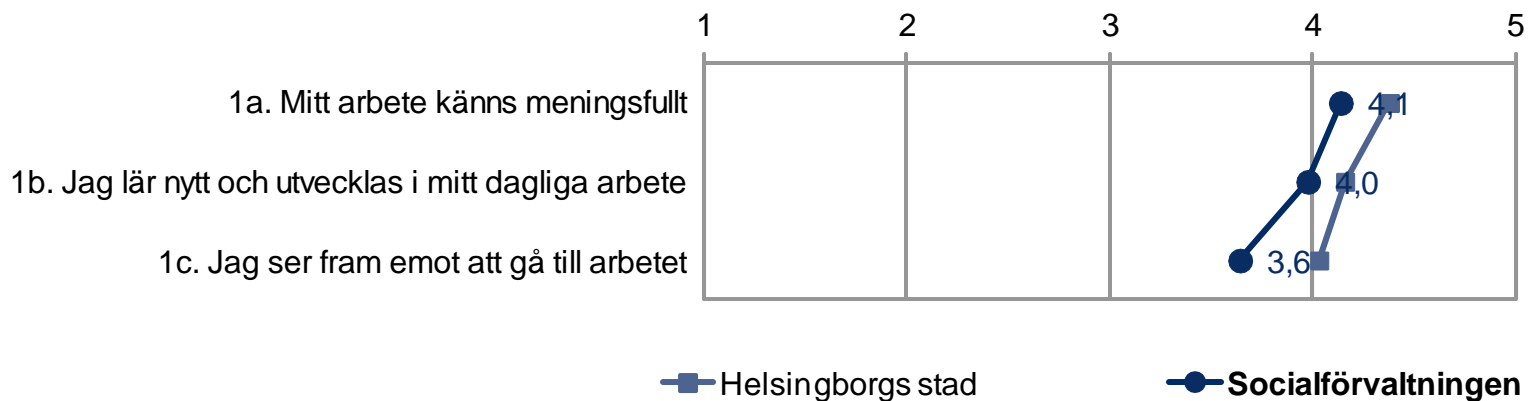 1 2 3 4 5
1a. Mitt arbete känns meningsfullt 4,1
1b. Jag lär nytt och utvecklas i mitt dagliga arbete 4,0
1c. Jag ser fram emot att gå till arbetet 3,6
Helsingborgs stad Socialförvaltningen